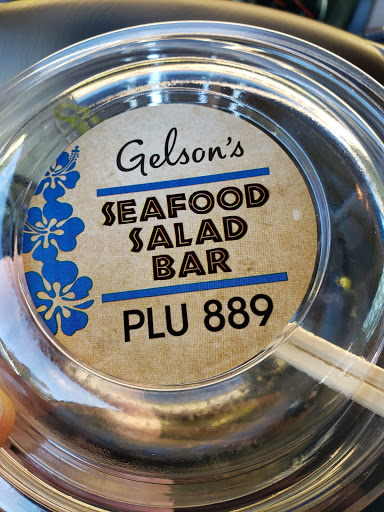 Gelson's
SEAFOOD
SALAD
BAR
PLU 889